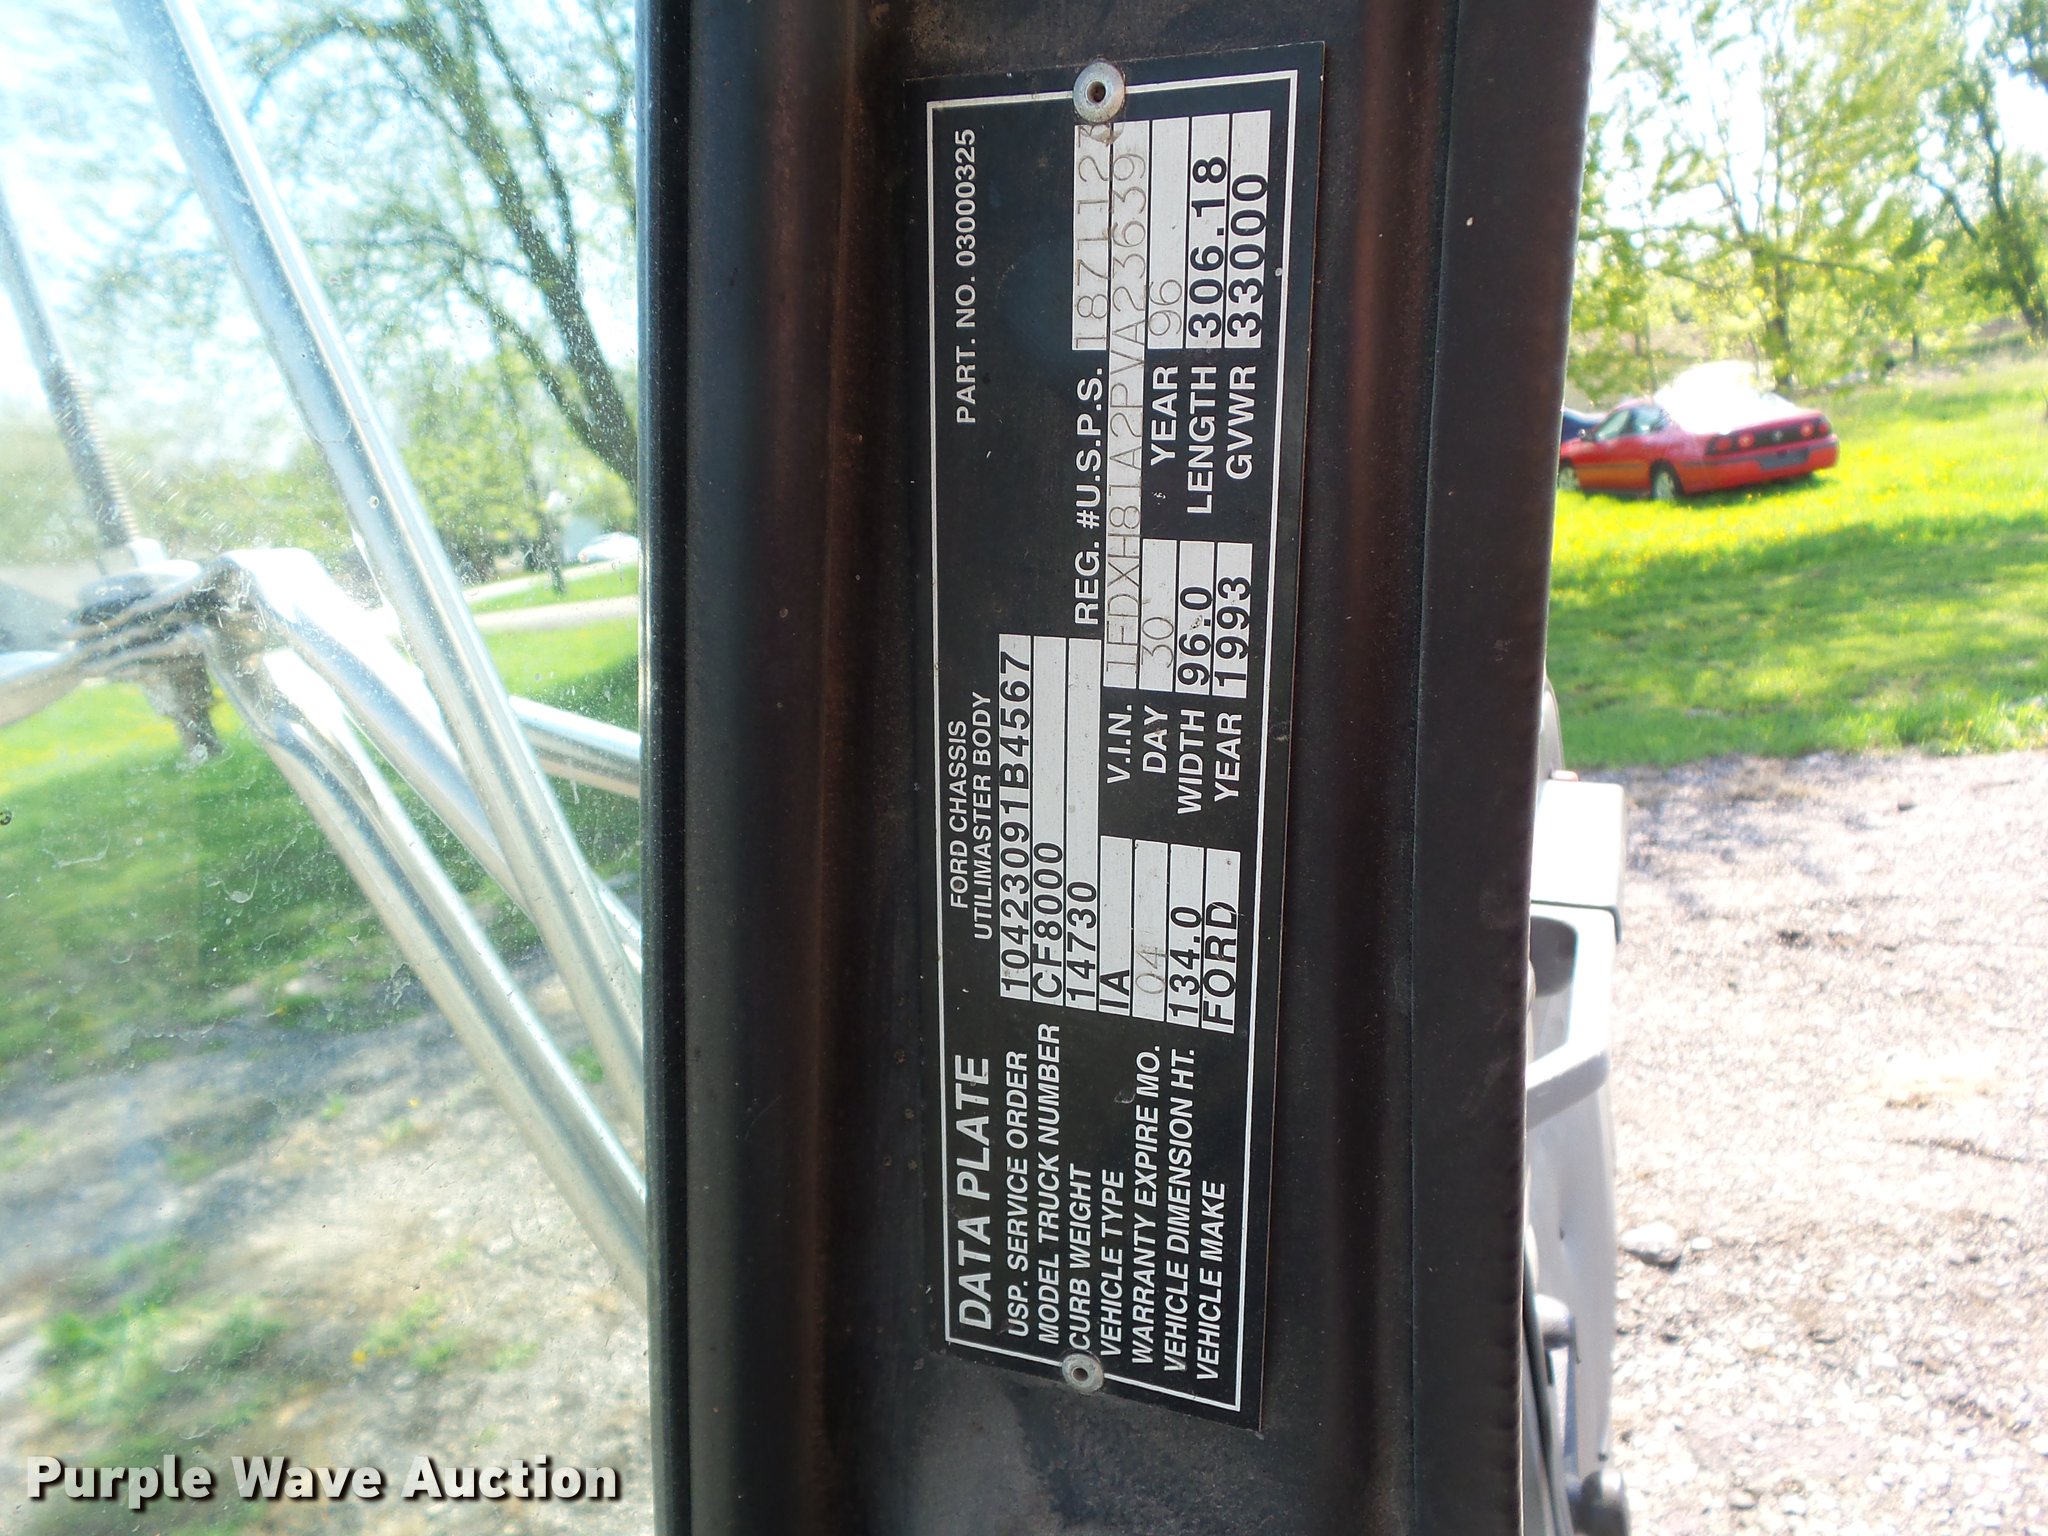 DATA PLATE FORD CHASSIS PART. NO. 03000325
UTILIMASTER BODY
USP. SERVICE ORDER 1042309 1B4567
MODEL TRUCK NUMBER CF8000
CURB WEIGHT 14730 REG. #U.S.P.S. 1871123
VEHICLE TYPE IA V.I.N. 1FDXH81A2PVA23639
WARRANTY EXPIRE MO. 04 DAY 30 YEAR 96
VEHICLE DIMENSION HT. 134.0 WIDTH 96.0 LENGTH 306.18
VEHICLE MAKE FORD YEAR 1993 GVWR 33000
Purple Wave Auction